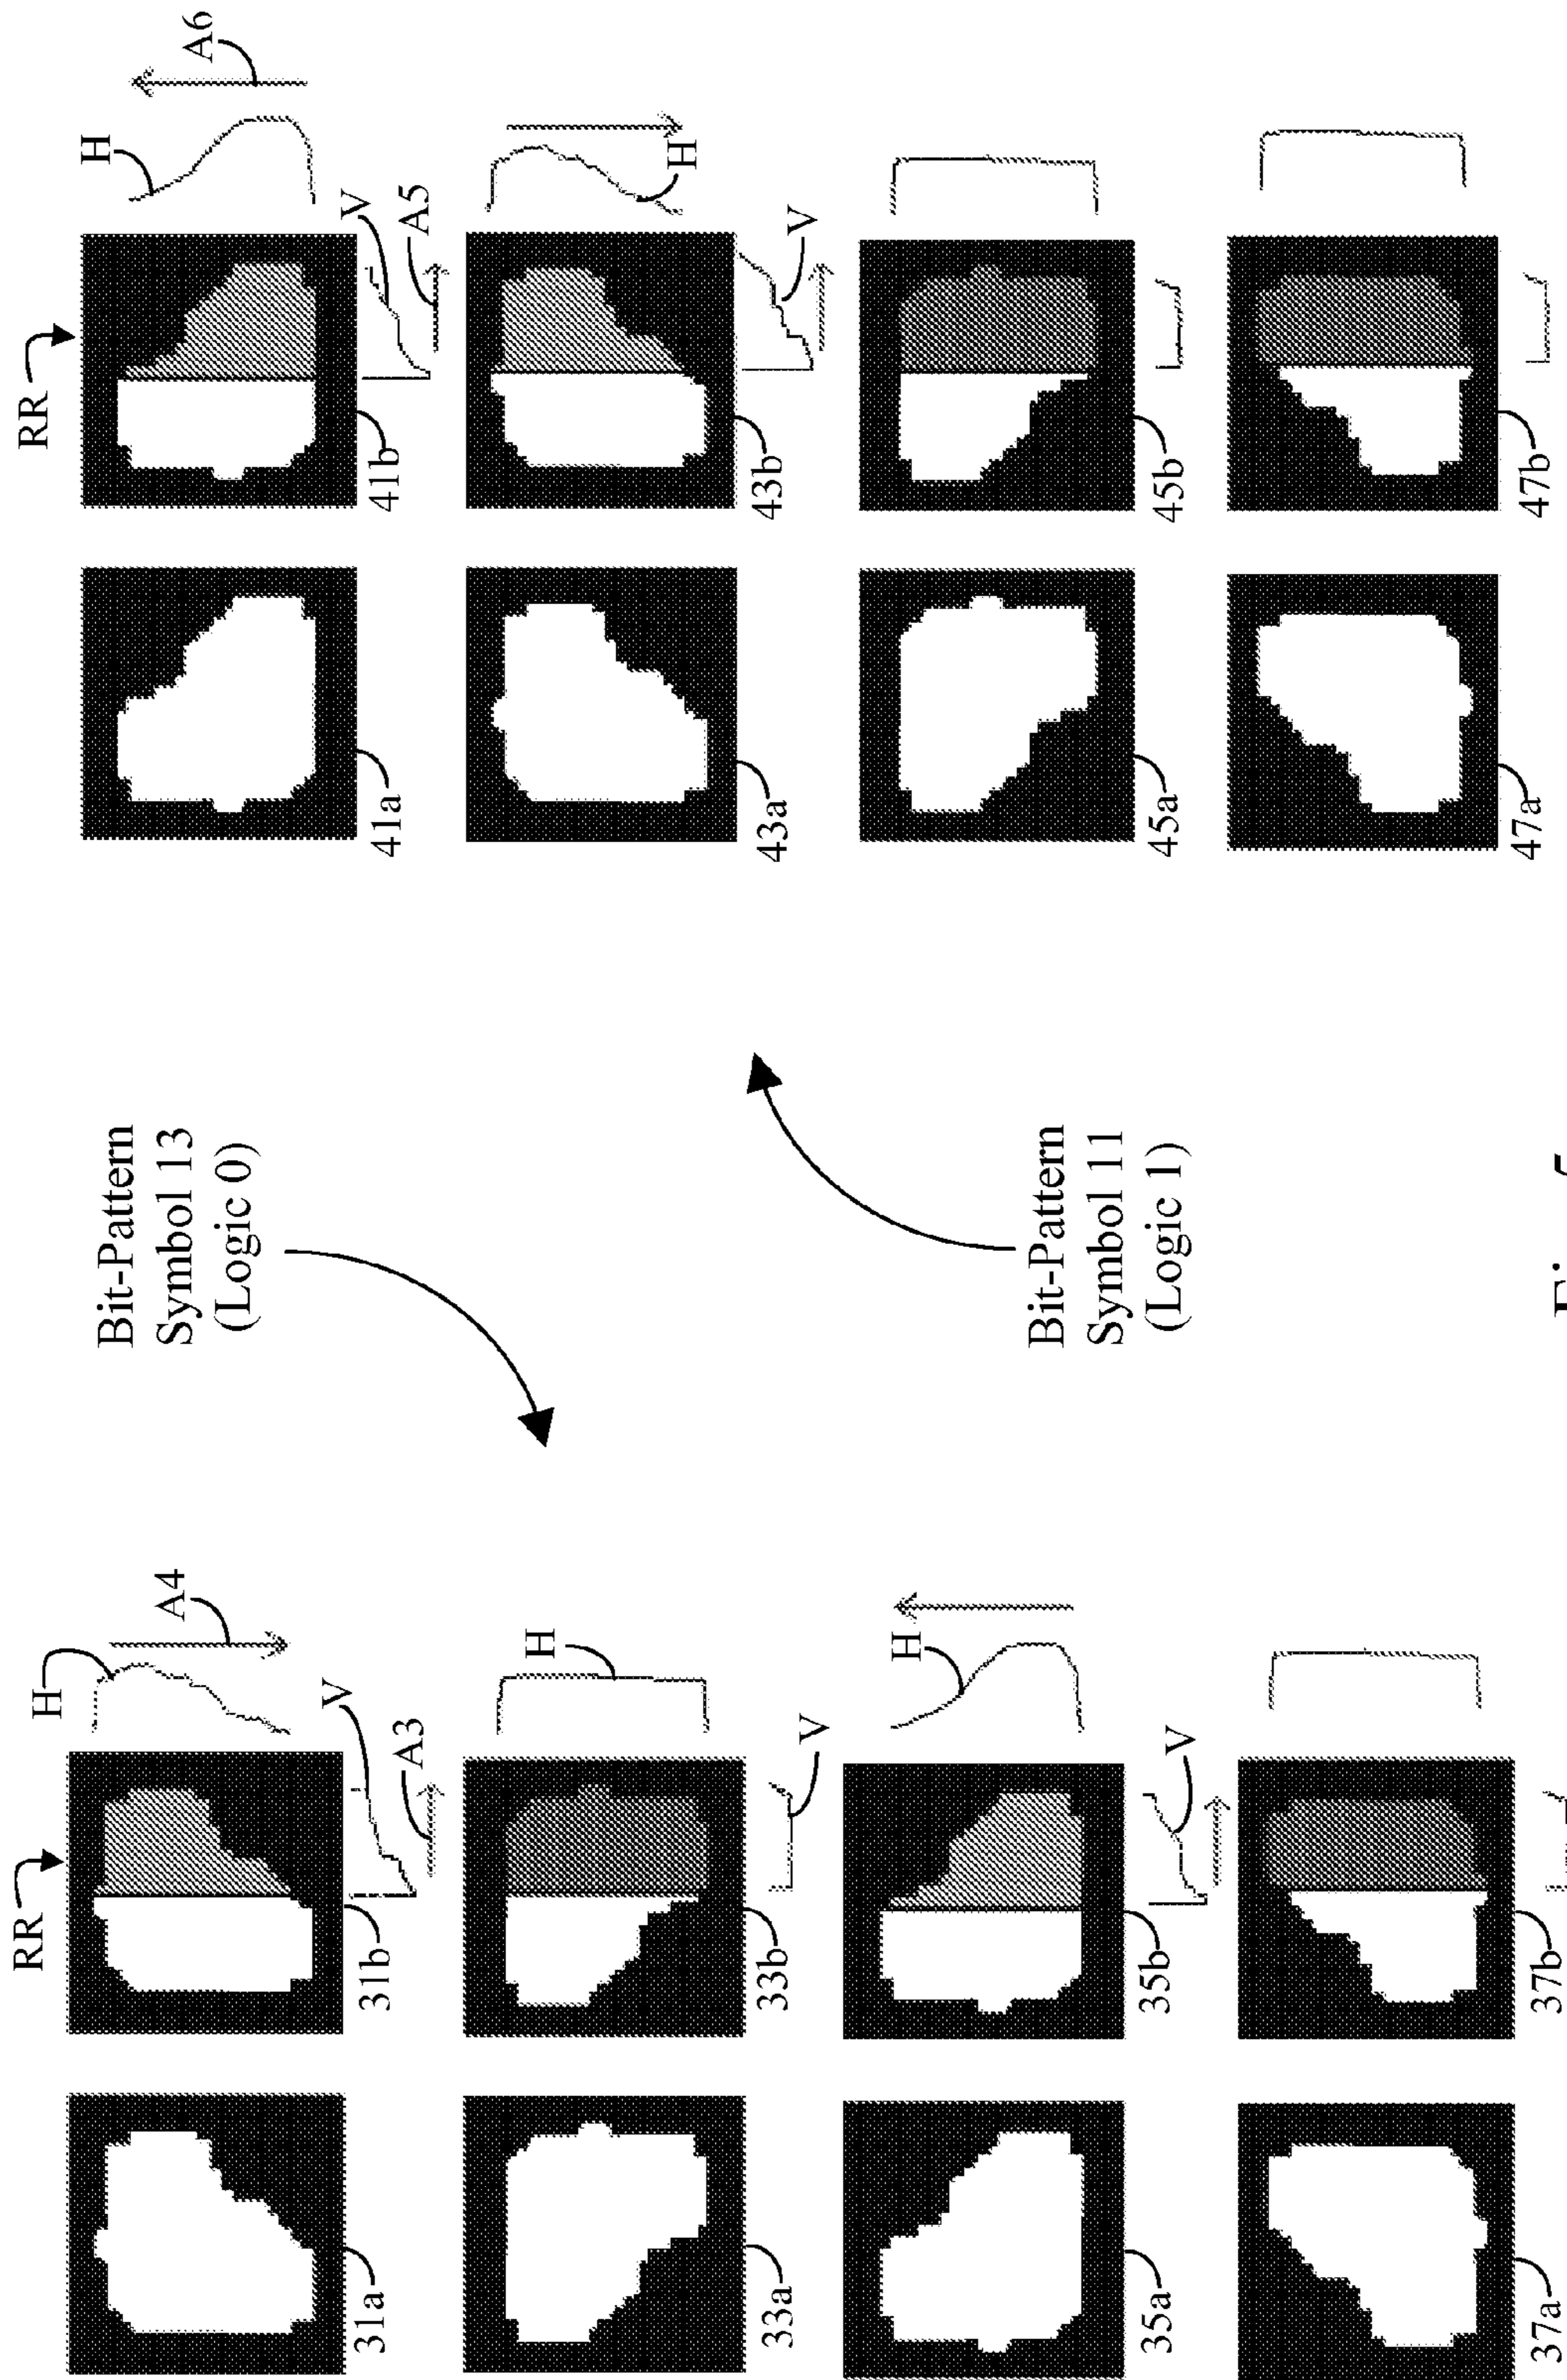 RR
H
A4
V
A3
31a
31b
H
V
33a
33b
H
V
35a
35b
37a
37b
Bit-Pattern
Symbol 13
(Logic 0)
Bit-Pattern
Symbol 11
(Logic 1)
RR
H
A6
V
A5
41a
41b
H
V
43a
43b
45a
45b
47a
47b